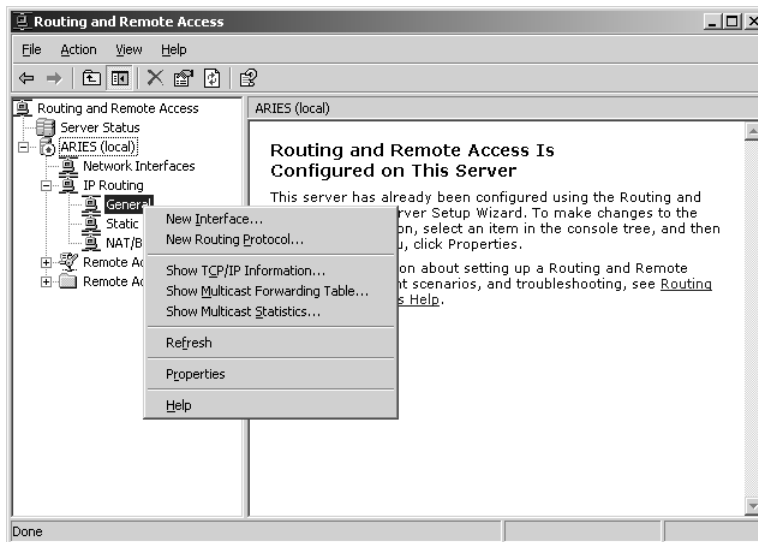 Routing and Remote Access
File Action View Help
Routing and Remote Access
Server Status
ARIES (local)
Network Interfaces
IP Routing
General
Static
NAT/B
Remote Ac
Remote Ac
New Interface...
New Routing Protocol...
Show TCP/IP Information...
Show Multicast Forwarding Table...
Show Multicast Statistics...
Refresh
Properties
Help
ARIES (local)
Routing and Remote Access Is
Configured on This Server
This server has already been configured using the Routing and
rver Setup Wizard. To make changes to the
on, select an item in the console tree, and then
u, click Properties.
on about setting up a Routing and Remote
nt scenarios, and troubleshooting, see Routing
s Help.
Done